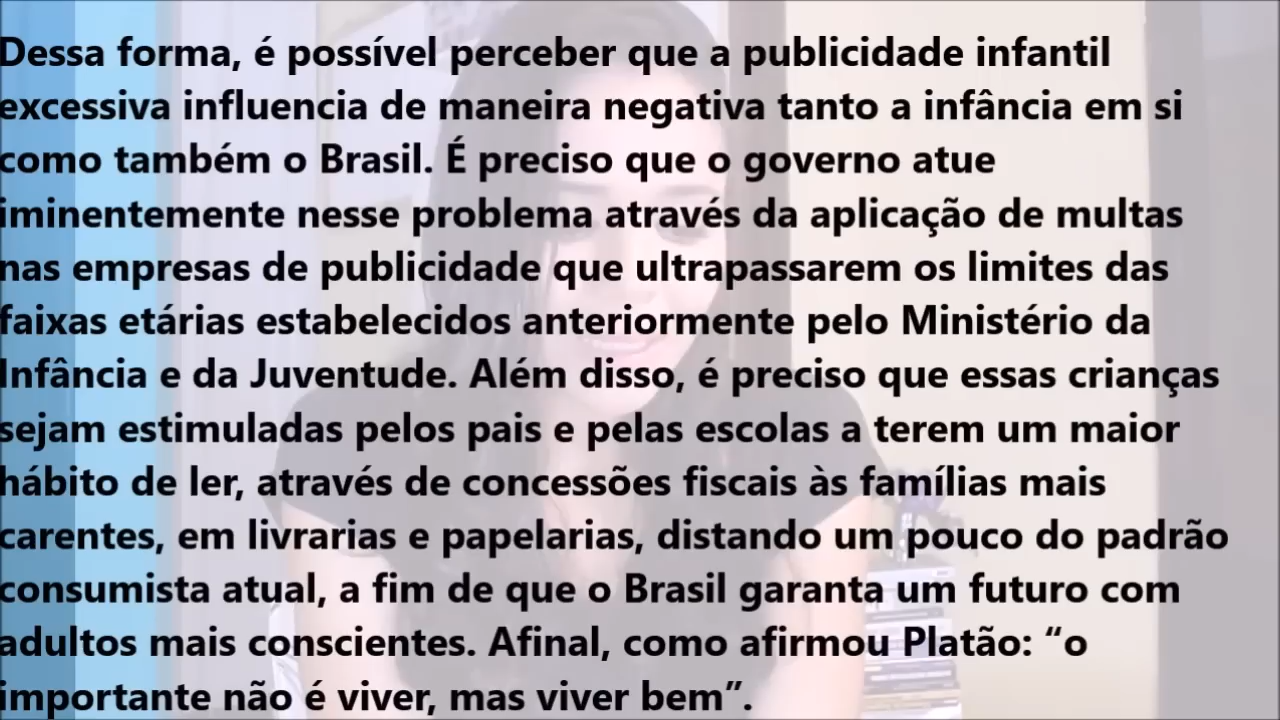 Dessa forma, é possível perceber que a publicidade infantil
excessiva influencia de maneira negativa tanto a infância em si
como também o Brasil. É preciso que o governo atue
iminentemente nesse problema através da aplicação de multas
nas empresas de publicidade que ultrapassarem os limites das
faixas etárias estabelecidos anteriormente pelo Ministério da
Infância e da Juventude. Além disso, é preciso que essas crianças
sejam estimuladas pelos pais e pelas escolas a terem um maior
hábito de ler, através de concessões fiscais às famílias mais
carentes, em livrarias e papelarias, distando um pouco do padrão
consumista atual, a fim de que o Brasil garanta um futuro com
adultos mais conscientes. Afinal, como afirmou Platão: “o
importante não é viver, mas viver bem”.